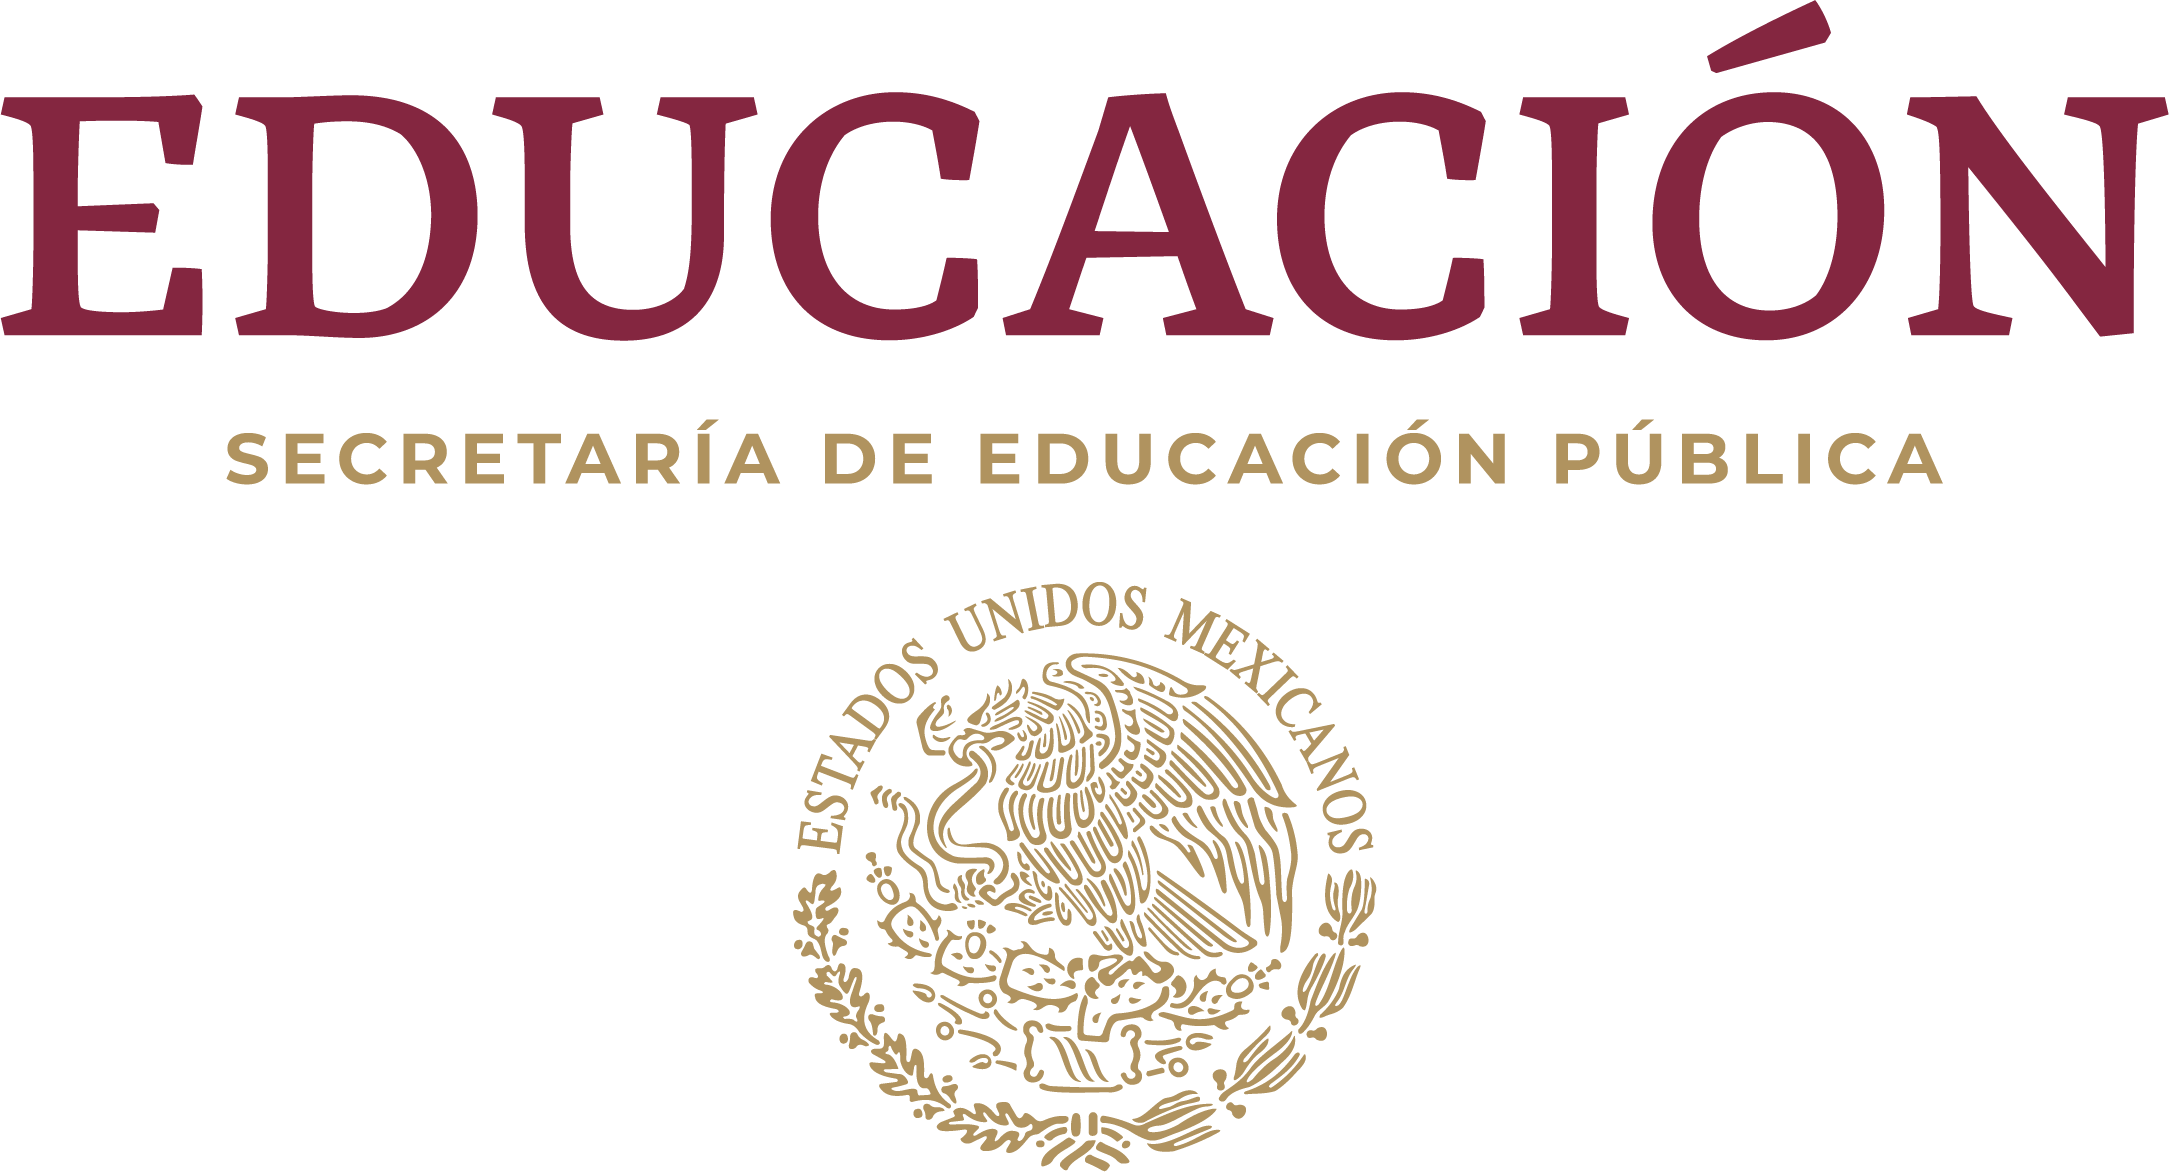 EDUCACIÓN
SECRETARÍA DE EDUCACIÓN PÚBLICA
ESTADOS UNIDOS MEXICANOS